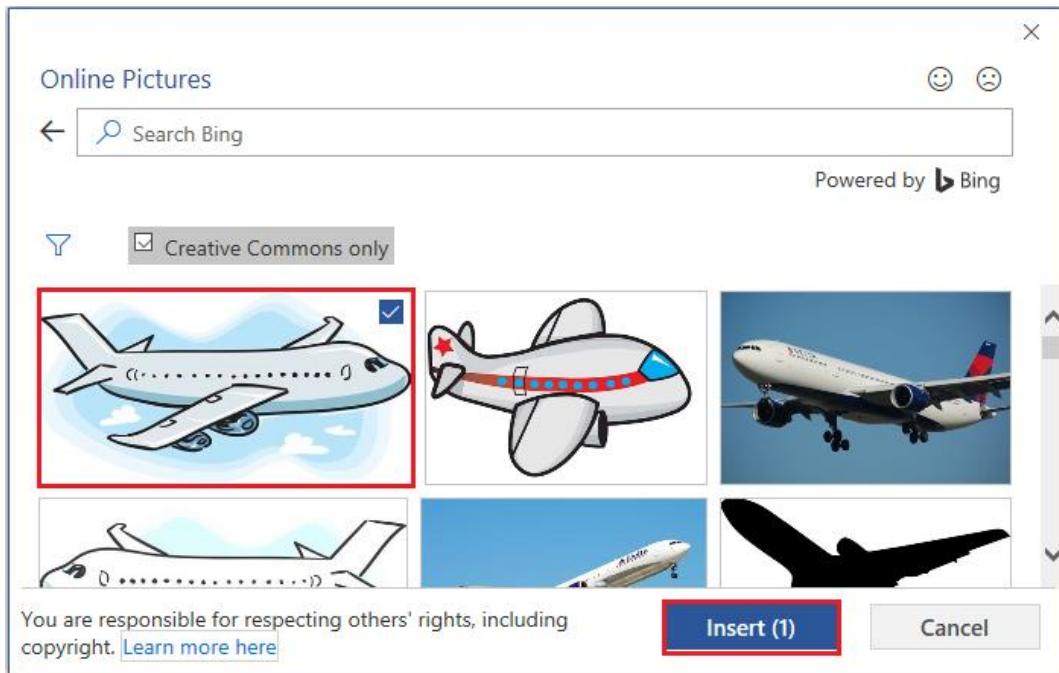 Online Pictures
Search Bing
Powered by Bing
Creative Commons only
You are responsible for respecting others' rights, including
copyright. Learn more here
Insert (1)
Cancel